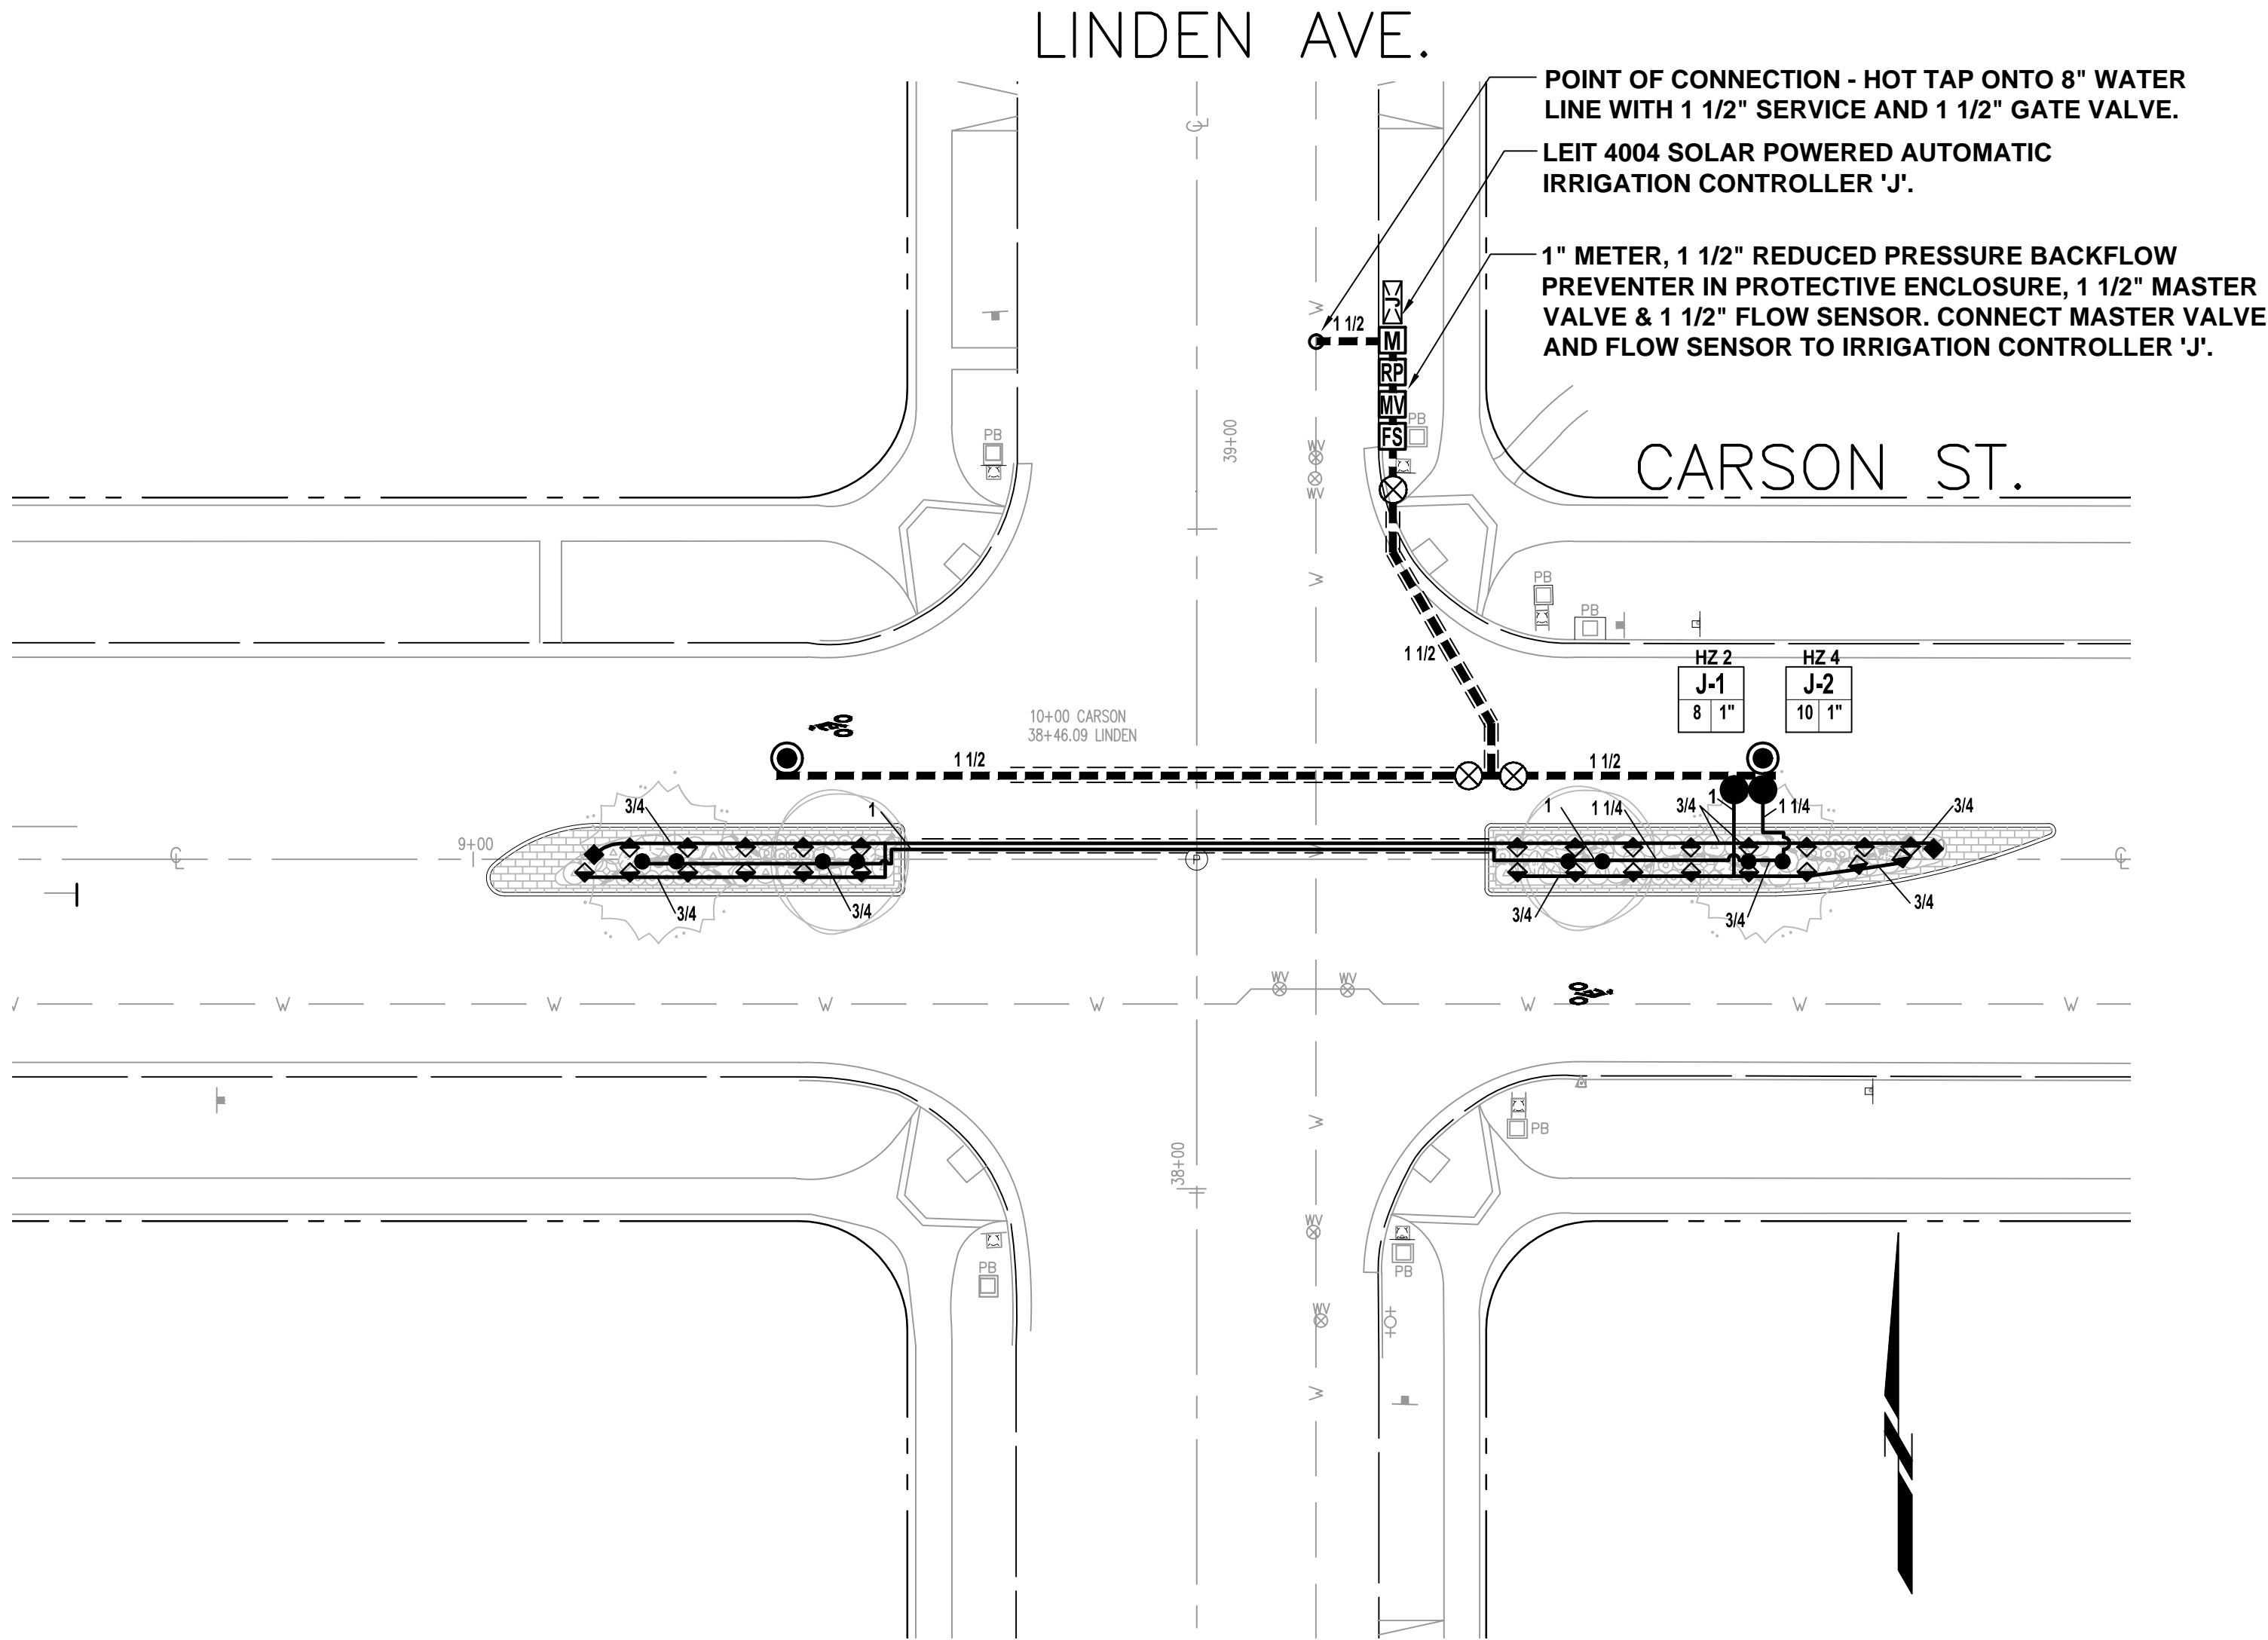 LINDEN AVE.
POINT OF CONNECTION - HOT TAP ONTO 8" WATER
LINE WITH 1 1/2" SERVICE AND 1 1/2" GATE VALVE.
LEIT 4004 SOLAR POWERED AUTOMATIC
IRRIGATION CONTROLLER 'J'.
1" METER, 1 1/2" REDUCED PRESSURE BACKFLOW
PREVENTER IN PROTECTIVE ENCLOSURE, 1 1/2" MASTER
VALVE & 1 1/2" FLOW SENSOR. CONNECT MASTER VALVE
AND FLOW SENSOR TO IRRIGATION CONTROLLER 'J'.
CL
J
W
1 1/2
M
RP
MV
FS
PB
PB
39+00
WV
WV
CARSON ST.
W
PB
PB
1 1/2
HZ 2
J-1
8 1"
HZ 4
J-2
10 1"
10+00 CARSON
38+46.09 LINDEN
1 1/2
1 1/2
3/4
1
1
1 1/4
3/4
1
1 1/4
3/4
9+00
CL
P
W
CL
3/4
3/4
3/4
3/4
3/4
WV
WV
W
W
W
W
W
W
W
W
W
PB
38+00
WV
PB
PB
WV
W